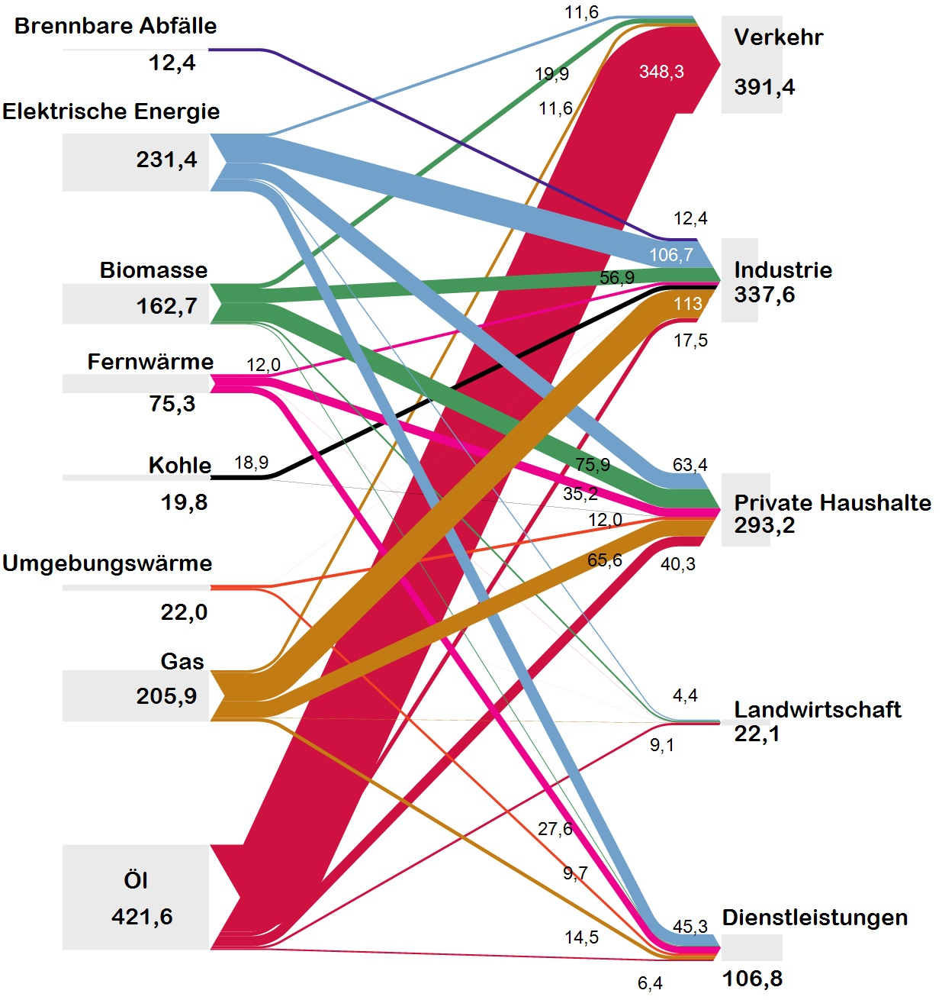 Brennbare Abfälle
12,4
Elektrische Energie
231,4
Biomasse
162,7
Fernwärme
75,3
12,0
Kohle
19,8
18,9
Umgebungswärme
22,0
Gas
205,9
Öl
421,6
11,6
19,9
11,6
348,3
Verkehr
391,4
12,4
106,7
56,9
113
17,5
Industrie
337,6
63,4
75,9
35,2
12,0
65,6
40,3
Private Haushalte
293,2
4,4
9,1
Landwirtschaft
22,1
27,6
9,7
45,3
14,5
6,4
Dienstleistungen
106,8